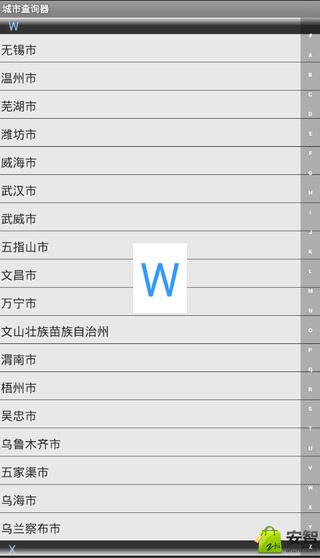 城市查询器
W
无锡市
温州市
芜湖市
潍坊市
威海市
武汉市
武威市
五指山市
文昌市
万宁市
文山壮族苗族自治州
渭南市
梧州市
吴忠市
乌鲁木齐市
五家渠市
乌海市
乌兰察布市
X
W
#
A
B
C
D
E
F
G
H
I
J
K
L
M
N
O
P
Q
R
S
T
U
V
W
X
Y
Z
安智